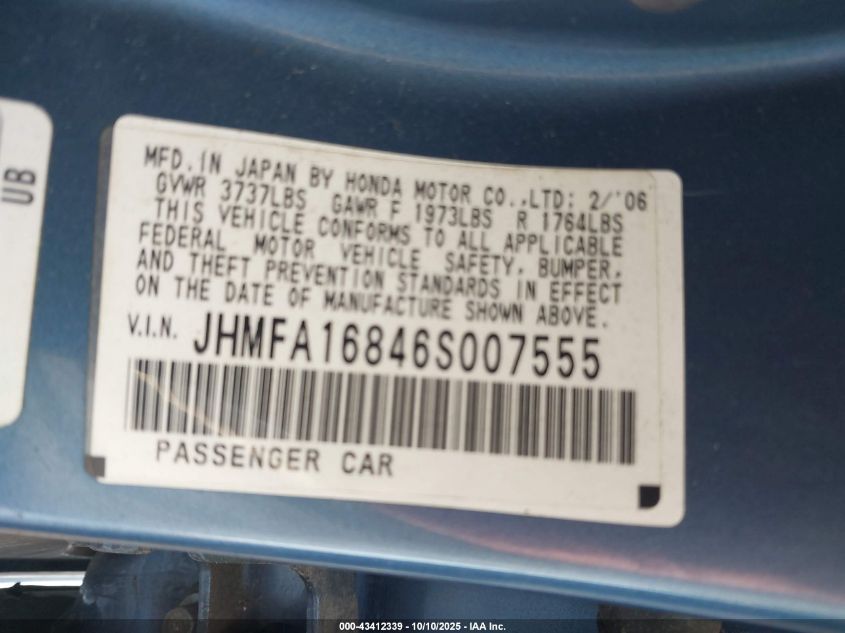 UB
MFD.IN JAPAN BY HONDA MOTOR CO.,LTD: 2/'06
GVWR 3737LBS GAWR F 1973LBS R 1764LBS
THIS VEHICLE CONFORMS TO ALL APPLICABLE
FEDERAL MOTOR VEHICLE SAFETY, BUMPER,
AND THEFT PREVENTION STANDARDS IN EFFECT
ON THE DATE OF MANUFACTURE SHOWN ABOVE.
V.I.N. JHMFA16846S007555
PASSENGER CAR
000-43412339 - 10/10/2025 - IAA Inc.